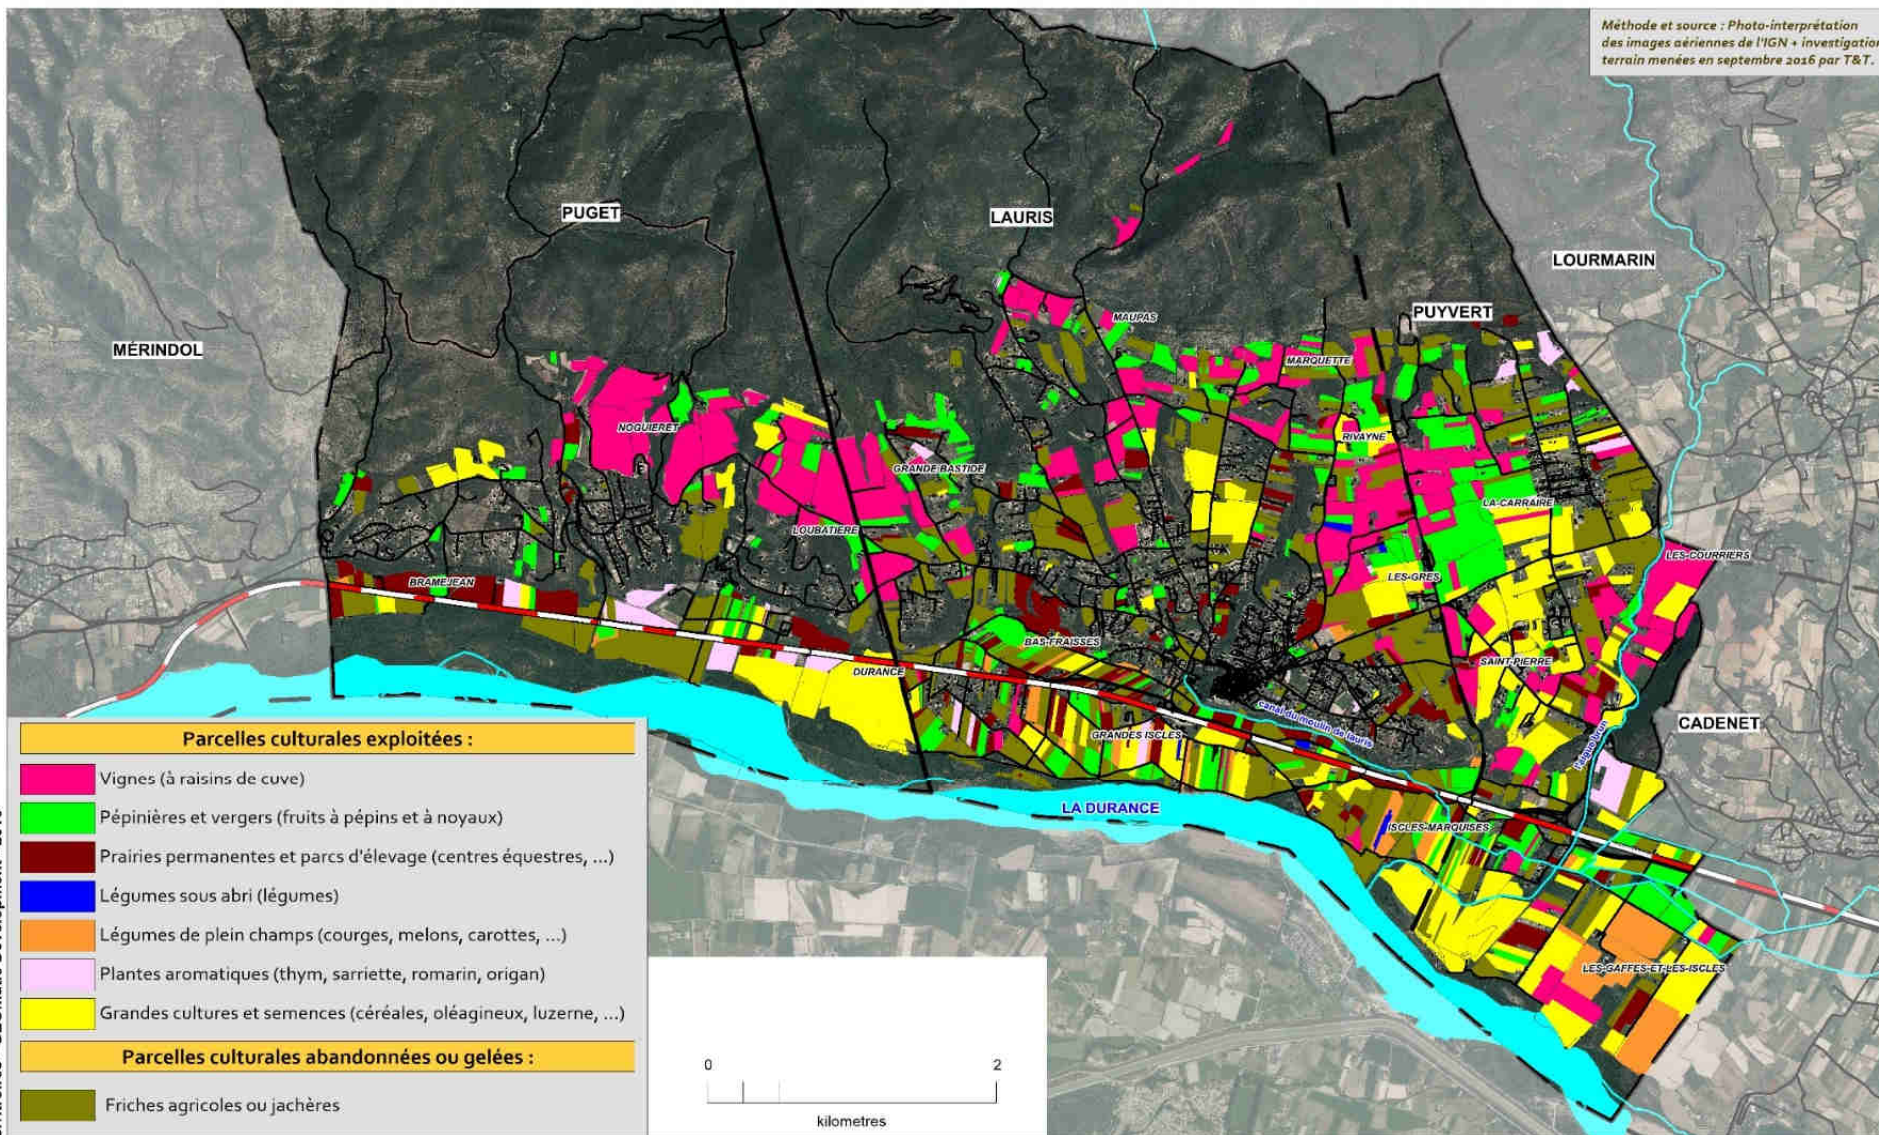 Méthode et source : Photo-interprétation
des images aériennes de l'IGN + investigation
terrain menées en septembre 2016 par T&T.
PUGET
LAURIS
LOURMARIN
PUYVERT
MÉRINDOL
MAUPAS
MARQUETTE
NOQUIERET
RIVAYNE
GRANDE BASTIDE
LA-CARRAIRE
LOUBATIÈRE
LES-COURRIERS
LES-GRES
BRAMEJEAN
BAS-FRAISSES
SAINT-PIERRE
DURANCE
canal du moulin de lauris
CADENET
GRANDES ISCLES
LA DURANCE
ISCLES-MARQUISES
LES-GAFFES-ET-LES-ISCLES
Parcelles culturales exploitées :
Vignes (à raisins de cuve)
Pépinières et vergers (fruits à pépins et à noyaux)
Prairies permanentes et parcs d'élevage (centres équestres, ...)
Légumes sous abri (légumes)
Légumes de plein champs (courges, melons, carottes, ...)
Plantes aromatiques (thym, sarriette, romarin, origan)
Grandes cultures et semences (céréales, oléagineux, luzerne, ...)
Parcelles culturales abandonnées ou gelées :
Friches agricoles ou jachères
0 2
kilometres